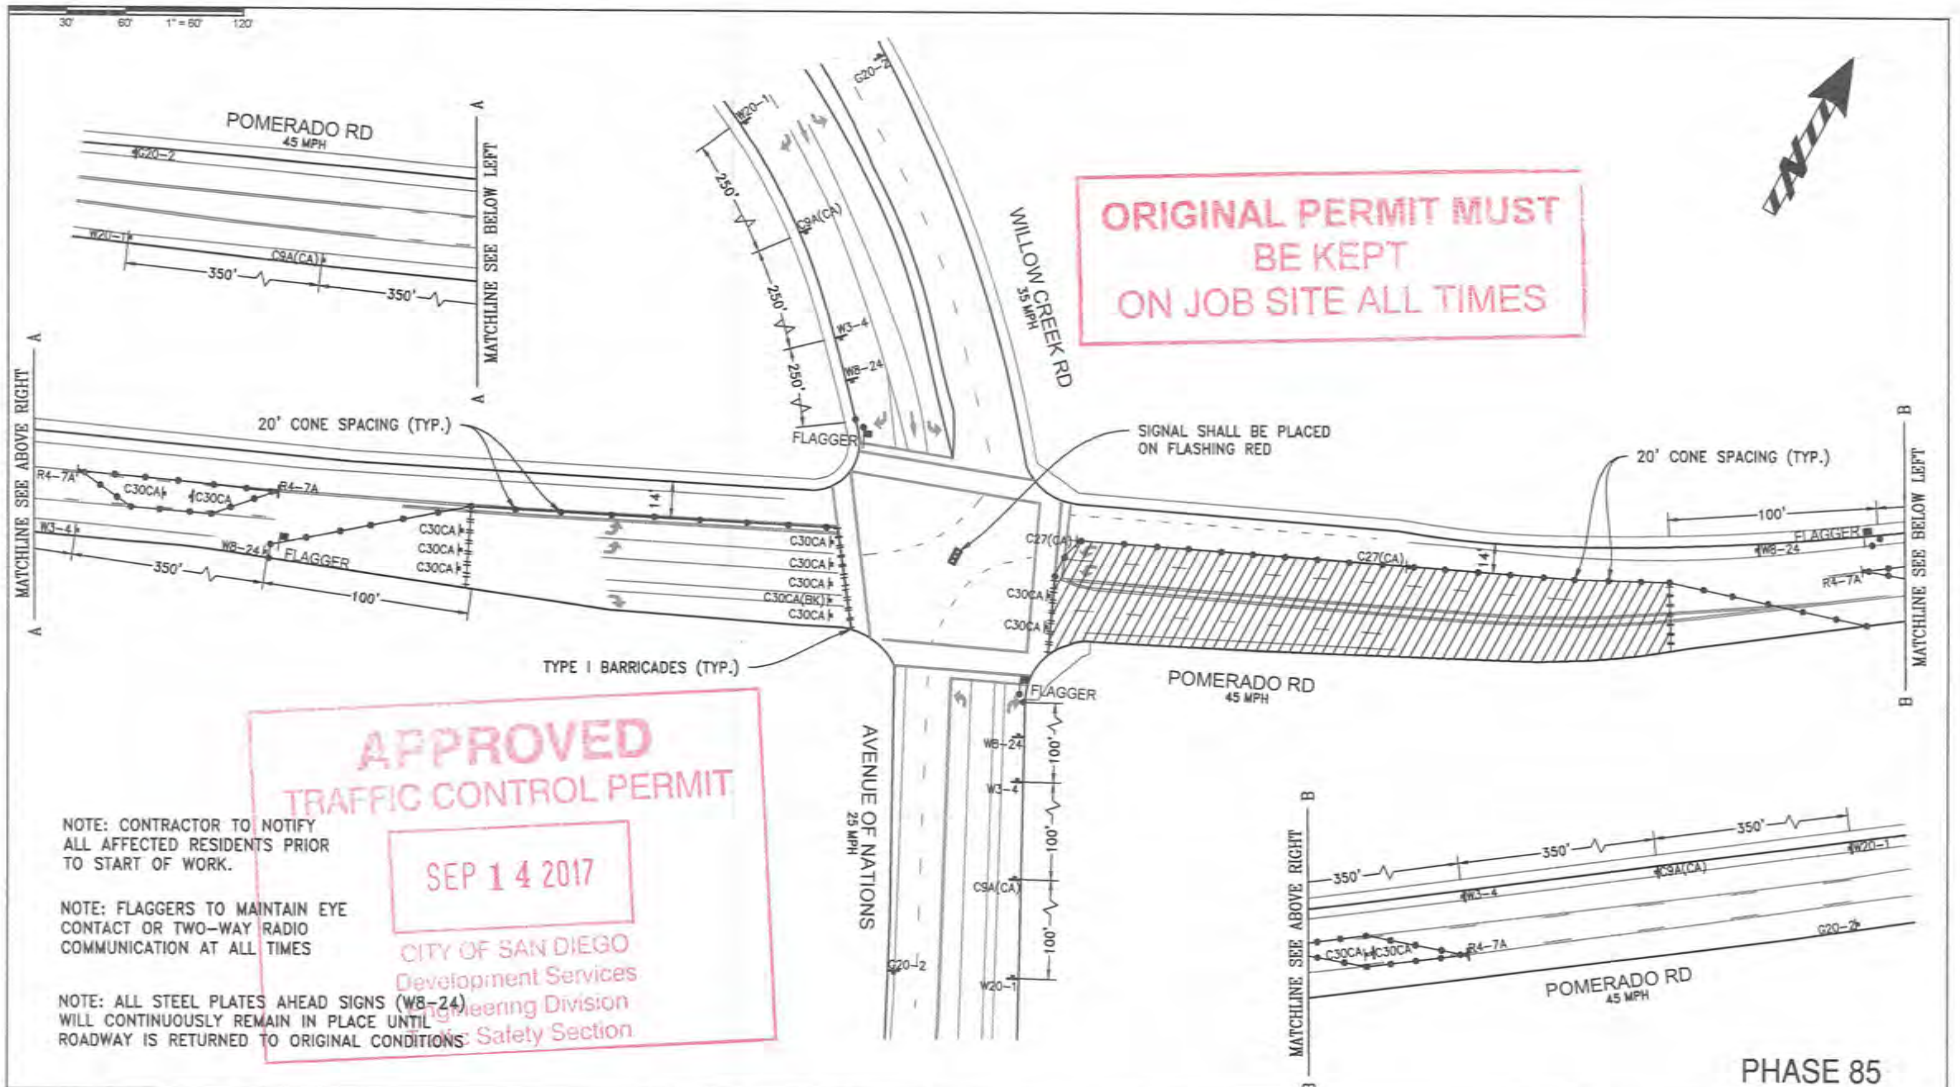 30' 60' 1"=60' 120'
POMERADO RD
45 MPH
G20-2
W20-1
C9A(CA)
350'
350'
A
MATCHLINE SEE BELOW LEFT
A
W20-1
G20-2
250'
C9A(CA)
250'
W3-4
W8-24
250'
FLAGGER
WILLOW CREEK RD
35 MPH
N
ORIGINAL PERMIT MUST
BE KEPT
ON JOB SITE ALL TIMES
A
MATCHLINE SEE ABOVE RIGHT
A
20' CONE SPACING (TYP.)
R4-7A
C30CA
C30CA
R4-7A
W3-4
W8-24
FLAGGER
350'
100'
C30CA
C30CA
C30CA
14'
C30CA
C30CA
C30CA
C30CA(BK)
C30CA
TYPE I BARRICADES (TYP.)
SIGNAL SHALL BE PLACED
ON FLASHING RED
20' CONE SPACING (TYP.)
C27(CA)
C27(CA)
14'
C30CA
C30CA
100'
FLAGGER
W8-24
R4-7A
B
MATCHLINE SEE BELOW LEFT
B
POMERADO RD
45 MPH
FLAGGER
AVENUE OF NATIONS
25 MPH
W8-24
100'
W3-4
100'
C9A(CA)
100'
G20-2
W20-1
APPROVED
TRAFFIC CONTROL PERMIT
SEP 14 2017
CITY OF SAN DIEGO
Development Services
Engineering Division
Traffic Safety Section
NOTE: CONTRACTOR TO NOTIFY
ALL AFFECTED RESIDENTS PRIOR
TO START OF WORK.
NOTE: FLAGGERS TO MAINTAIN EYE
CONTACT OR TWO-WAY RADIO
COMMUNICATION AT ALL TIMES
NOTE: ALL STEEL PLATES AHEAD SIGNS (W8-24)
WILL CONTINUOUSLY REMAIN IN PLACE UNTIL
ROADWAY IS RETURNED TO ORIGINAL CONDITIONS
B
MATCHLINE SEE ABOVE RIGHT
B
350'
350'
350'
W3-4
C9A(CA)
W20-1
C30CA
C30CA
R4-7A
G20-2
POMERADO RD
45 MPH
PHASE 85